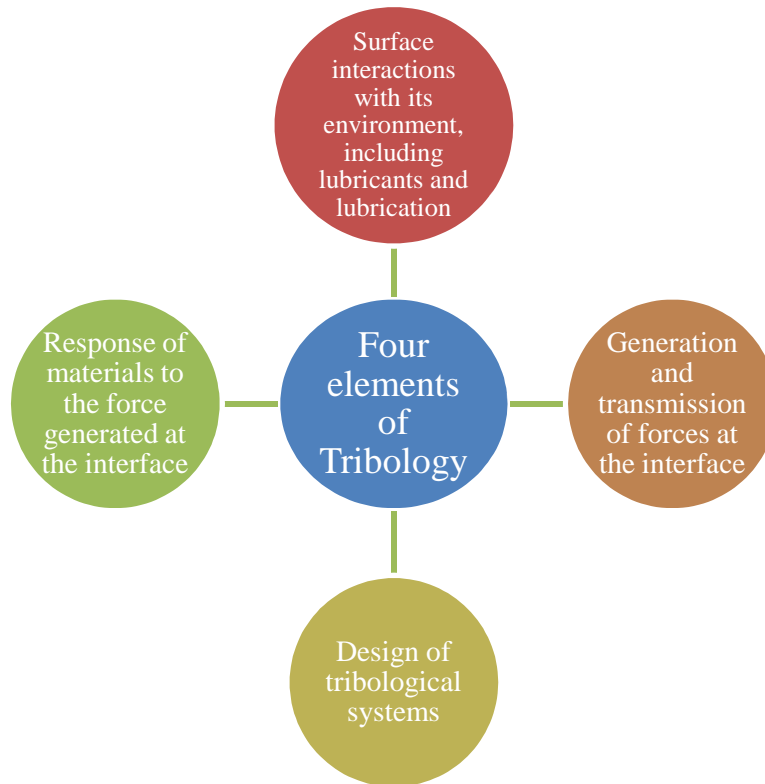 Surface
interactions
with its
environment,
including
lubricants and
lubrication
Response of
materials to
the force
generated at
the interface
Four
elements
of
Tribology
Generation
and
transmission
of forces at
the interface
Design of
tribological
systems